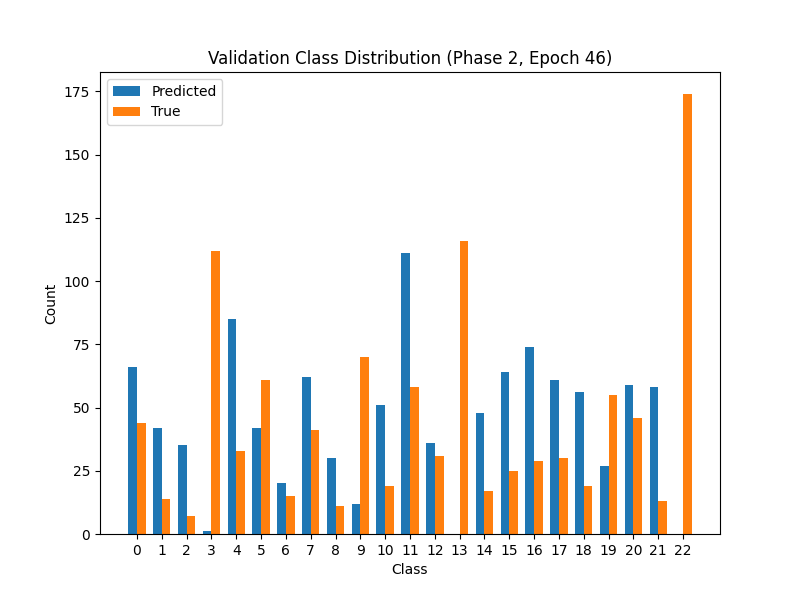 Validation Class Distribution (Phase 2, Epoch 46)
Predicted
True
175
150
125
100
75
50
25
0
Count
0 1 2 3 4 5 6 7 8 9 10 11 12 13 14 15 16 17 18 19 20 21 22
Class